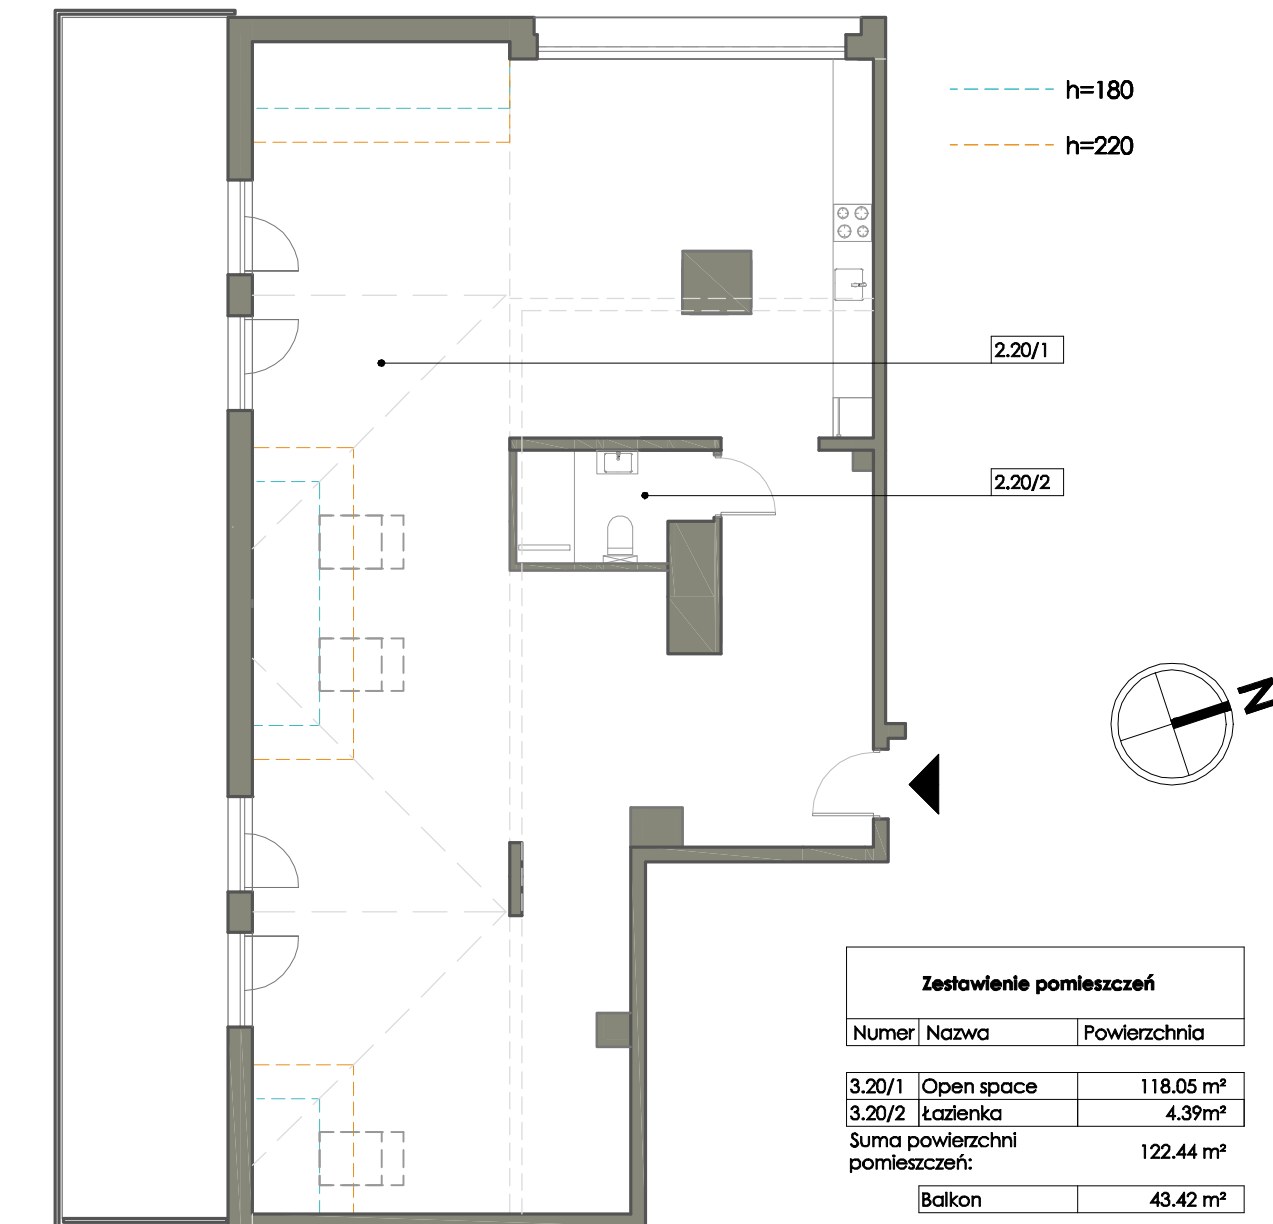 h=180
h=220
2.20/1
2.20/2
N
Zestawienie pomieszczeń
Numer Nazwa Powierzchnia
3.20/1 Open space 118.05 m²
3.20/2 Łazienka 4.39m²
Suma powierzchni
pomieszczeń: 122.44 m²
Balkon 43.42 m²